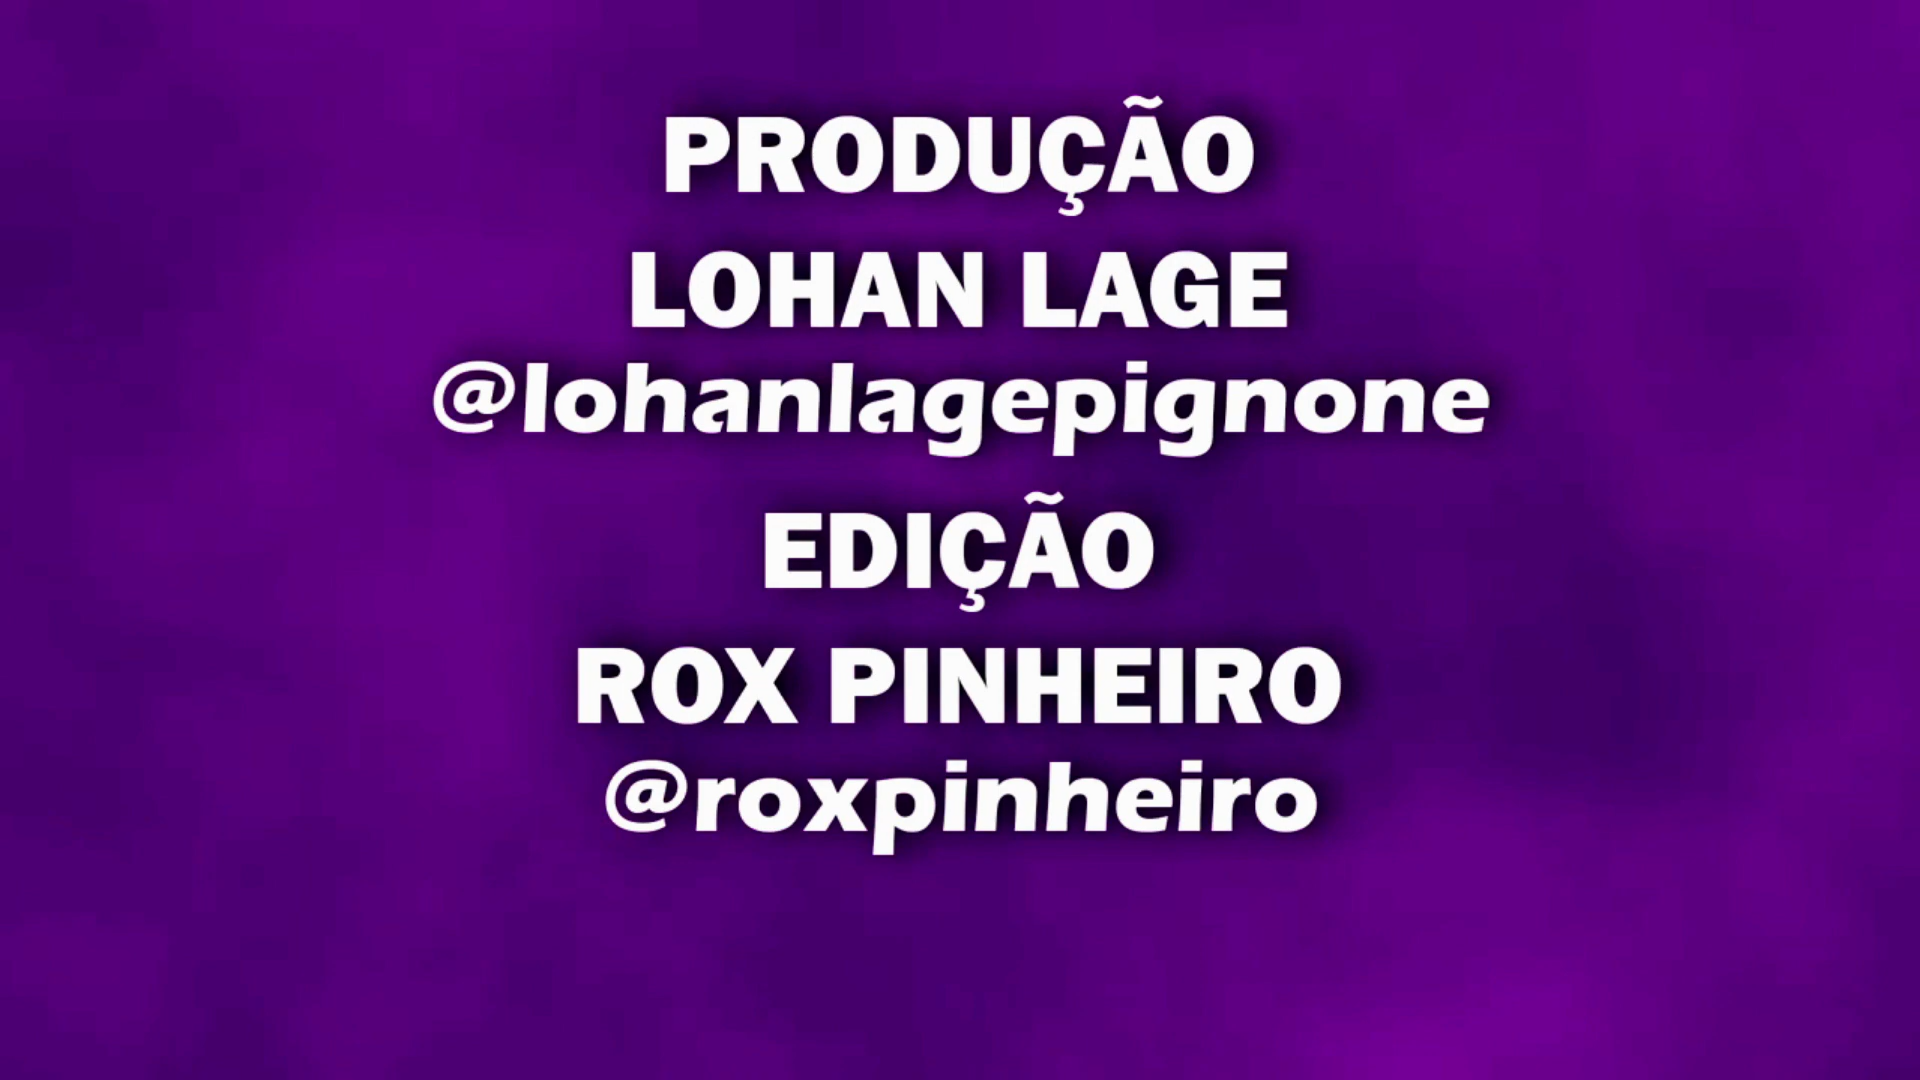 PRODUÇÃO
LOHAN LAGE
@lohanlagepignone
EDIÇÃO
ROX PINHEIRO
@roxpinheiro